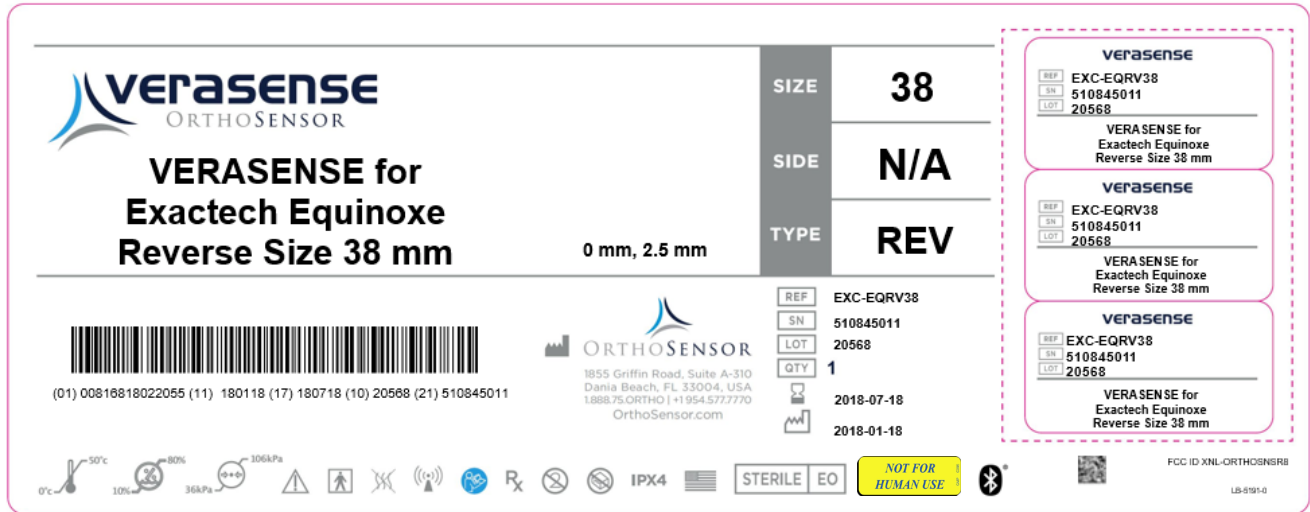 VERASENSE
ORTHOSENSOR
VERASENSE for
Exactech Equinoxe
Reverse Size 38 mm
0 mm, 2.5 mm
SIZE 38
SIDE N/A
TYPE REV
(01) 00816818022055 (11) 180118 (17) 180718 (10) 20568 (21) 510845011
ORTHOSENSOR
1855 Griffin Road, Suite A-310
Dania Beach, FL 33004, USA
1.888.75.ORTHO | +1 954.577.7770
OrthoSensor.com
REF EXC-EQRV38
SN 510845011
LOT 20568
QTY 1
2018-07-18
2018-01-18
VERASENSE
REF EXC-EQRV38
SN 510845011
LOT 20568
VERASENSE for
Exactech Equinoxe
Reverse Size 38 mm
VERASENSE
REF EXC-EQRV38
SN 510845011
LOT 20568
VERASENSE for
Exactech Equinoxe
Reverse Size 38 mm
VERASENSE
REF EXC-EQRV38
SN 510845011
LOT 20568
VERASENSE for
Exactech Equinoxe
Reverse Size 38 mm
0°c 50°c
10% 80%
36kPa 106kPa
Rx
2
IPX4
STERILE EO
NOT FOR
HUMAN USE
FCC ID XNL-ORTHOSNSR8
LB-5191-0